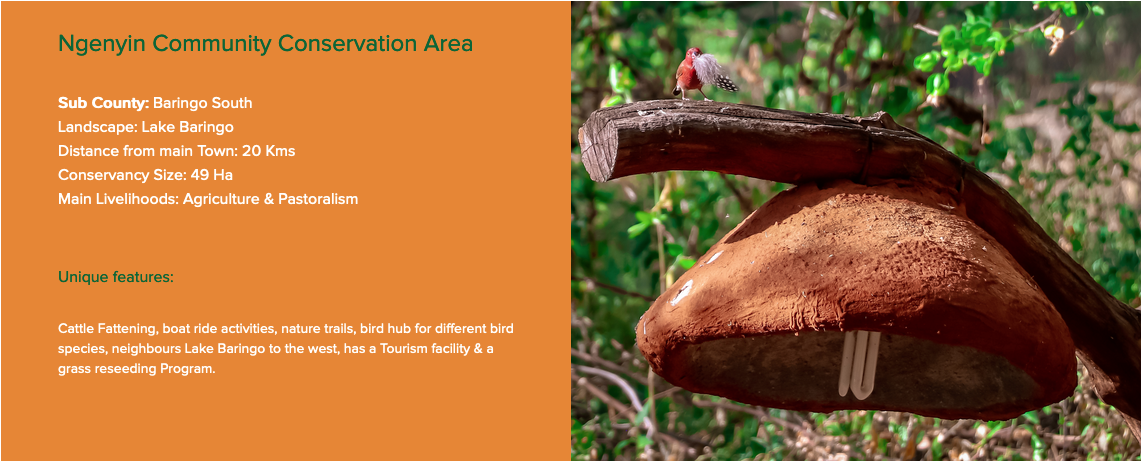 Ngenyin Community Conservation Area
Sub County: Baringo South
Landscape: Lake Baringo
Distance from main Town: 20 Kms
Conservancy Size: 49 Ha
Main Livelihoods: Agriculture & Pastoralism
Unique features:
Cattle Fattening, boat ride activities, nature trails, bird hub for different bird
species, neighbours Lake Baringo to the west, has a Tourism facility & a
grass reseeding Program.